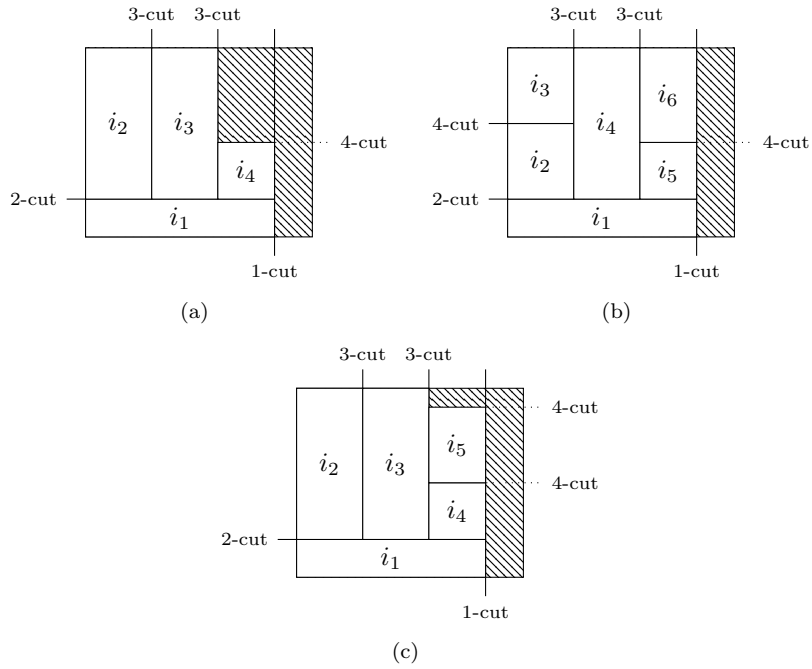 3-cut 3-cut
i2 i3 i4
4-cut
2-cut
i1
1-cut
(a)
3-cut 3-cut
i3 i4 i6
4-cut
4-cut
i2 i5
2-cut
i1
1-cut
(b)
3-cut 3-cut
4-cut
i2 i3 i5
4-cut
i4
2-cut
i1
1-cut
(c)